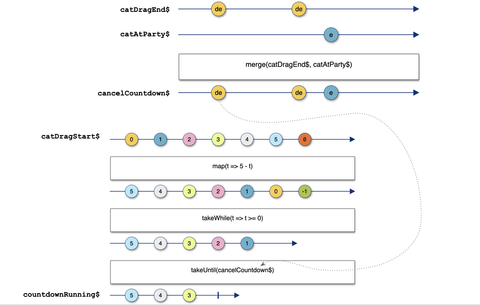 catDragEnd$ de de
catAtParty$ e
merge(catDragEnd$, catAtParty$)
cancelCountdown$ de de e
catDragStart$ 0 1 2 3 4 5 6
map(t => 5 - t)
5 4 3 2 1 0 -1
takeWhile(t => t >= 0)
5 4 3 2 1
takeUntil(cancelCountdown$)
countdownRunning$ 5 4 3